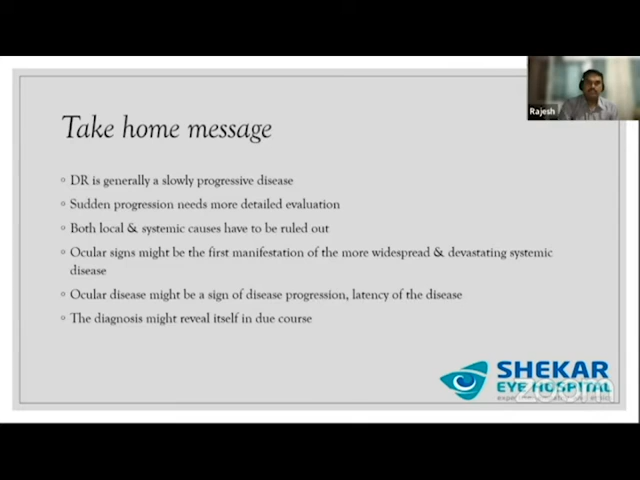 Rajesh
Take home message
◦ DR is generally a slowly progressive disease
◦ Sudden progression needs more detailed evaluation
◦ Both local & systemic causes have to be ruled out
◦ Ocular signs might be the first manifestation of the more widespread & devastating systemic
disease
◦ Ocular disease might be a sign of disease progression, latency of the disease
◦ The diagnosis might reveal itself in due course
SHEKAR
EYE HOSPITAL
zoom